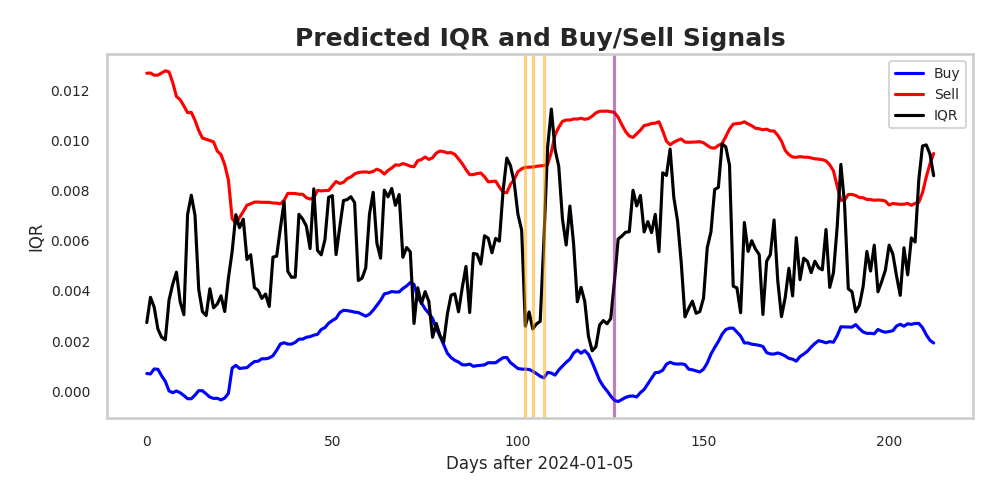 Predicted IQR and Buy/Sell Signals
Buy
Sell
IQR
0.012
0.010
0.008
0.006
0.004
0.002
0.000
IQR
0
50
100
150
200
Days after 2024-01-05